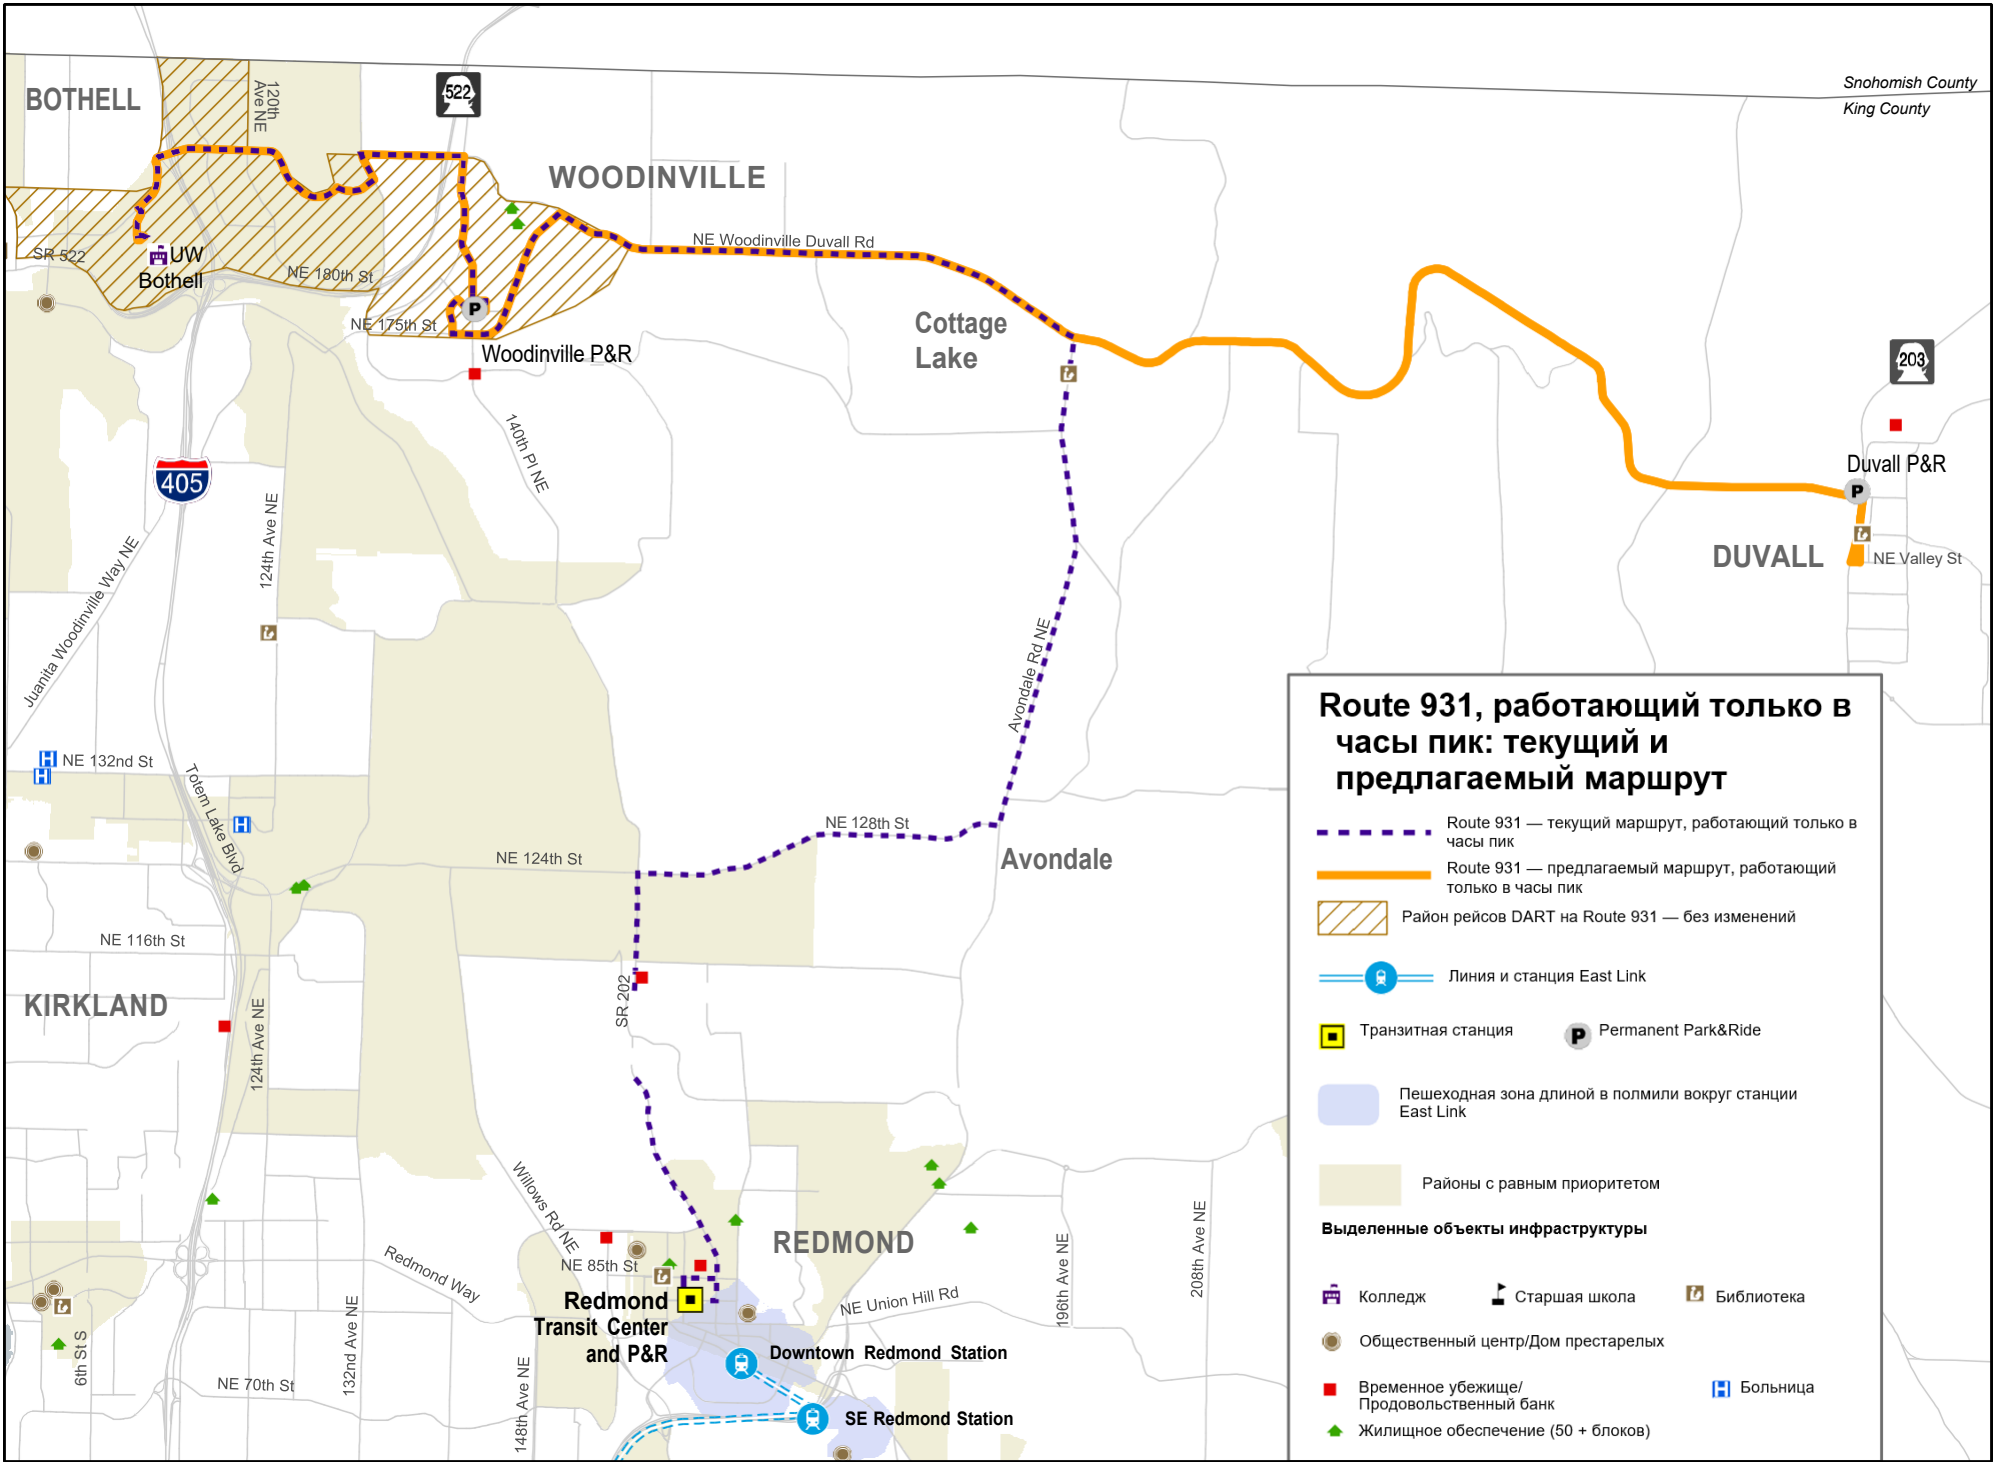 Snohomish County
King County
BOTHELL
120th
Ave NE
522
WOODINVILLE
NE Woodinville Duvall Rd
SR 522
UW
Bothell
NE 180th St
NE 175th St
P
Woodinville P&R
Cottage
Lake
203
Duvall P&R
P
DUVALL
NE Valley St
140th Pl NE
405
124th Ave NE
Juanita Woodinville Way NE
Avondale Rd NE
NE 132nd St
Totem Lake Blvd
NE 128th St
NE 124th St
Avondale
NE 116th St
KIRKLAND
124th Ave NE
SR 202
Willows Rd NE
REDMOND
NE 85th St
Redmond Way
Redmond
Transit Center
and P&R
NE Union Hill Rd
196th Ave NE
208th Ave NE
Downtown Redmond Station
SE Redmond Station
6th St S
NE 70th St
132nd Ave NE
148th Ave NE
Route 931, работающий только в
часы пик: текущий и
предлагаемый маршрут
Route 931 — текущий маршрут, работающий только в
часы пик
Route 931 — предлагаемый маршрут, работающий
только в часы пик
Район рейсов DART на Route 931 — без изменений
Линия и станция East Link
Транзитная станция
P Permanent Park&Ride
Пешеходная зона длиной в полмили вокруг станции
East Link
Районы с равным приоритетом
Выделенные объекты инфраструктуры
Колледж
Старшая школа
Библиотека
Общественный центр/Дом престарелых
Временное убежище/
Продовольственный банк
H Больница
Жилищное обеспечение (50 + блоков)